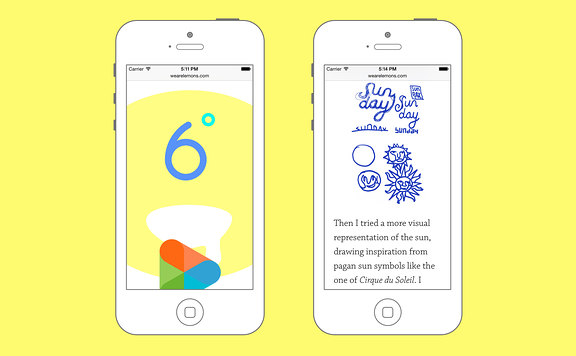 Carrier 5:11 PM
wearelemons.com
6°
Carrier 5:14 PM
wearelemons.com
Sun
day
Sun
day
SUNDAY
Sunday
Then I tried a more visual
representation of the sun,
drawing inspiration from
pagan sun symbols like the
one of Cirque du Soleil. I